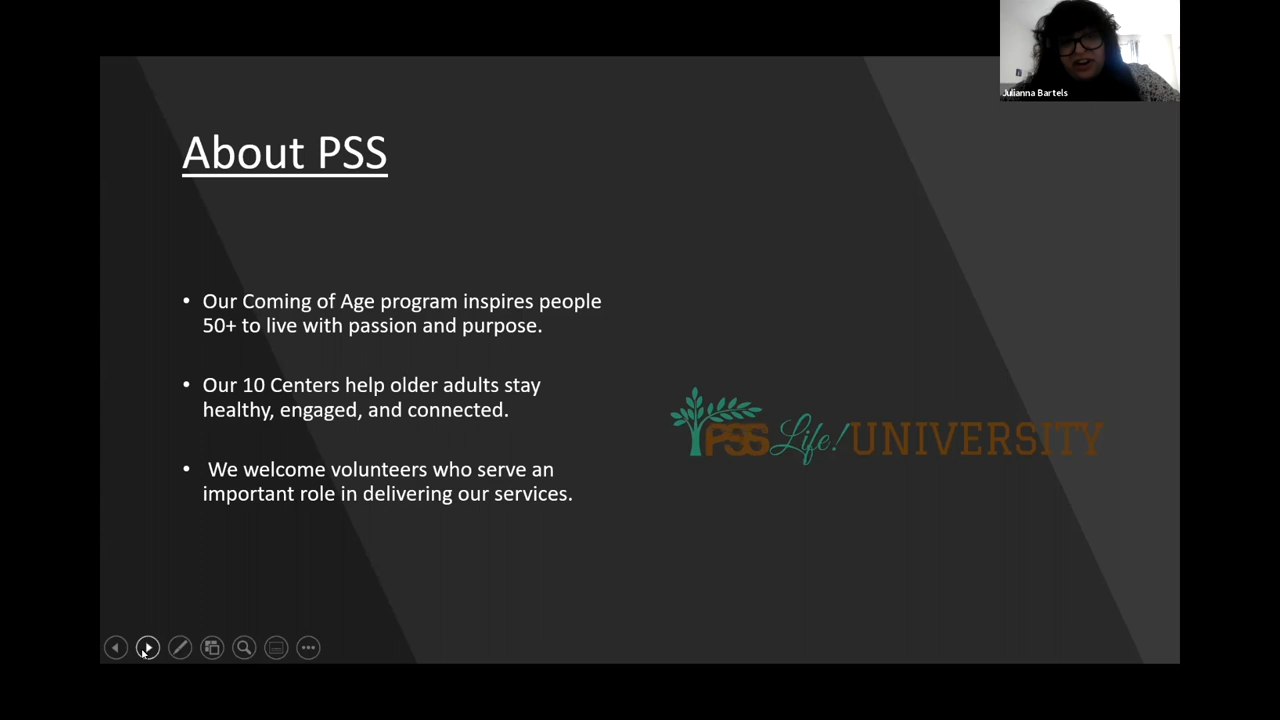 Julianna Bartels
About PSS
• Our Coming of Age program inspires people
50+ to live with passion and purpose.
• Our 10 Centers help older adults stay
healthy, engaged, and connected.
• We welcome volunteers who serve an
important role in delivering our services.
PSS Life! UNIVERSITY